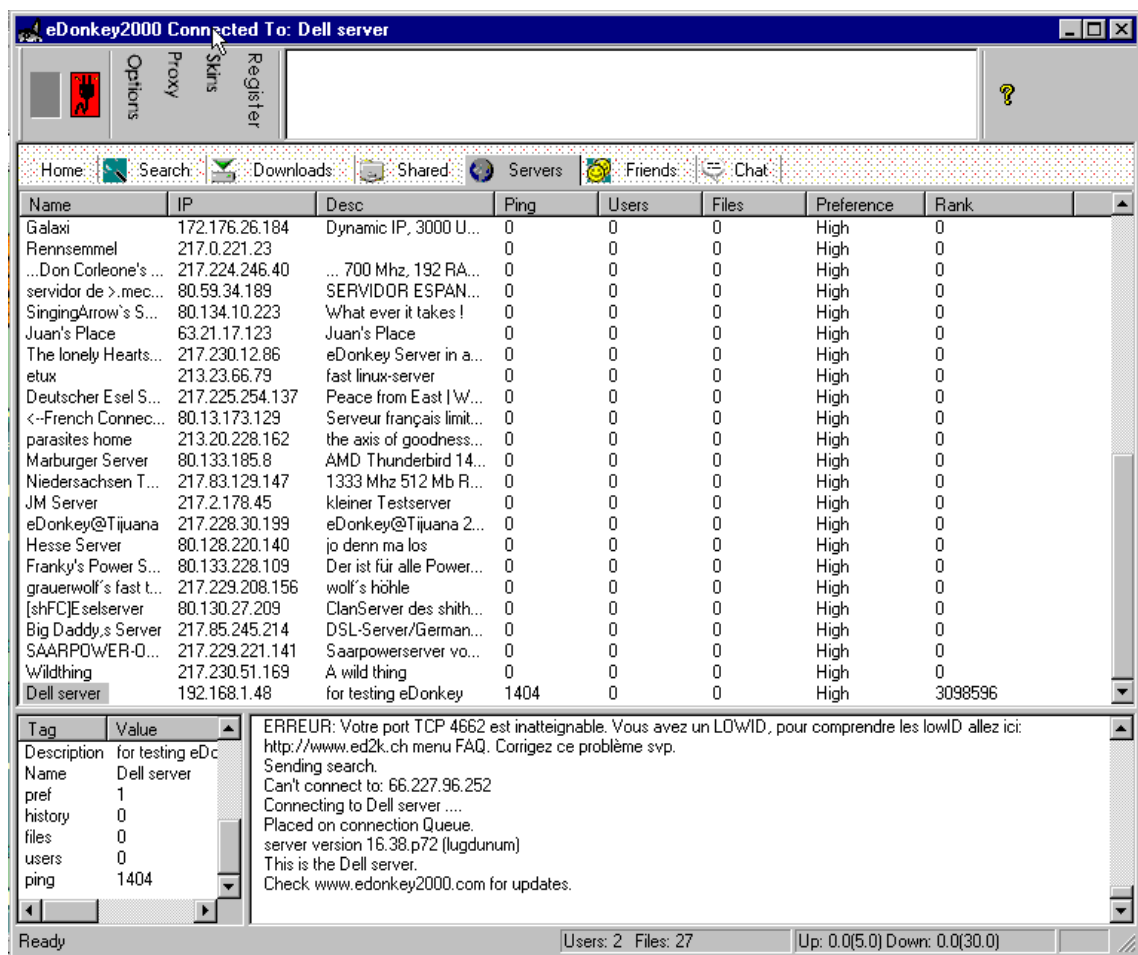 eDonkey2000 Connected To: Dell server
Options Proxy Skins Register
Home Search Downloads Shared Servers Friends Chat
Name IP Desc Ping Users Files Preference Rank
Galaxi 172.176.26.184 Dynamic IP, 3000 U... 0 0 0 High 0
Rennsemmel 217.0.221.23 0 0 0 High 0
...Don Corleone's ... 217.224.246.40 ... 700 Mhz, 192 RA... 0 0 0 High 0
servidor de >.mec... 80.59.34.189 SERVIDOR ESPAN... 0 0 0 High 0
SingingArrow`s S... 80.134.10.223 What ever it takes ! 0 0 0 High 0
Juan's Place 63.21.17.123 Juan's Place 0 0 0 High 0
The lonely Hearts... 217.230.12.86 eDonkey Server in a... 0 0 0 High 0
etux 213.23.66.79 fast linux-server 0 0 0 High 0
Deutscher Esel S... 217.225.254.137 Peace from East | W... 0 0 0 High 0
<--French Connec... 80.13.173.129 Serveur français limit... 0 0 0 High 0
parasites home 213.20.228.162 the axis of goodness... 0 0 0 High 0
Marburger Server 80.133.185.8 AMD Thunderbird 14... 0 0 0 High 0
Niedersachsen T... 217.83.129.147 1333 Mhz 512 Mb R... 0 0 0 High 0
JM Server 217.2.178.45 kleiner Testserver 0 0 0 High 0
eDonkey@Tijuana 217.228.30.199 eDonkey@Tijuana 2... 0 0 0 High 0
Hesse Server 80.128.220.140 jo denn ma los 0 0 0 High 0
Franky's Power S... 80.133.228.109 Der ist für alle Power... 0 0 0 High 0
grauerwolf´s fast t... 217.229.208.156 wolf´s höhle 0 0 0 High 0
[shFC]Eselserver 80.130.27.209 ClanServer des shith... 0 0 0 High 0
Big Daddy,s Server 217.85.245.214 DSL-Server/German... 0 0 0 High 0
SAARPOWER-O... 217.229.221.141 Saarpowerserver vo... 0 0 0 High 0
Wildthing 217.230.51.169 A wild thing 0 0 0 High 0
Dell server 192.168.1.48 for testing eDonkey 1404 0 0 High 3098596
Tag Value
Description for testing eDc
Name Dell server
pref 1
history 0
files 0
users 0
ping 1404
ERREUR: Votre port TCP 4662 est inatteignable. Vous avez un LOWID, pour comprendre les lowID allez ici:
http://www.ed2k.ch menu FAQ. Corrigez ce problème svp.
Sending search.
Can't connect to: 66.227.96.252
Connecting to Dell server ....
Placed on connection Queue.
server version 16.38.p72 (lugdunum)
This is the Dell server.
Check www.edonkey2000.com for updates.
Ready Users: 2 Files: 27 Up: 0.0(5.0) Down: 0.0(30.0)